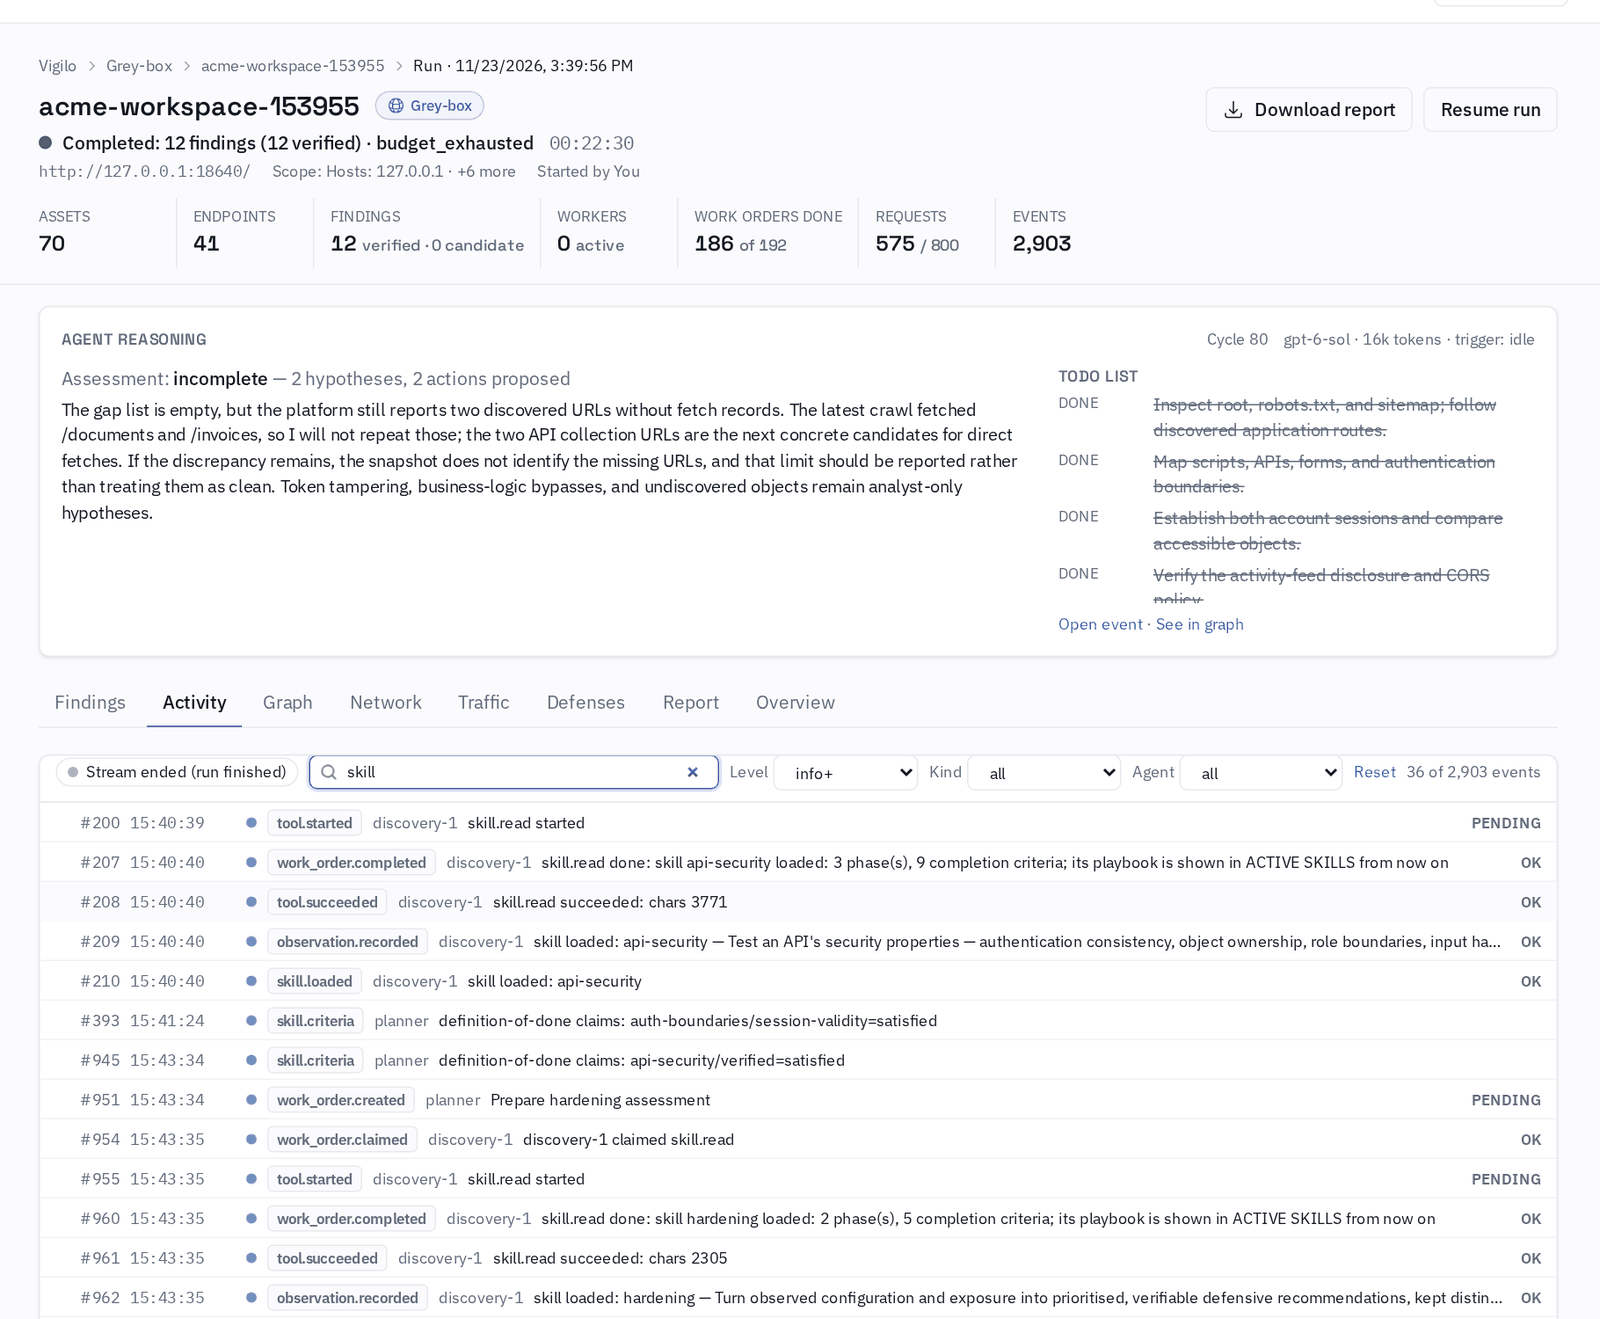 Vigilo > Grey-box > acme-workspace-153955 > Run · 11/23/2026, 3:39:56 PM
acme-workspace-153955 Grey-box
Download report Resume run
Completed: 12 findings (12 verified) · budget_exhausted 00:22:30
http://127.0.0.1:18640/ Scope: Hosts: 127.0.0.1 · +6 more Started by You
ASSETS ENDPOINTS FINDINGS WORKERS WORK ORDERS DONE REQUESTS EVENTS
70 41 12 verified · 0 candidate 0 active 186 of 192 575 / 800 2,903
AGENT REASONING
Cycle 80 gpt-6-sol · 16k tokens · trigger: idle
Assessment: incomplete — 2 hypotheses, 2 actions proposed
The gap list is empty, but the platform still reports two discovered URLs without fetch records. The latest crawl fetched
/documents and /invoices, so I will not repeat those; the two API collection URLs are the next concrete candidates for direct
fetches. If the discrepancy remains, the snapshot does not identify the missing URLs, and that limit should be reported rather
than treating them as clean. Token tampering, business-logic bypasses, and undiscovered objects remain analyst-only
hypotheses.
TODO LIST
DONE Inspect root, robots.txt, and sitemap; follow
discovered application routes.
DONE Map scripts, APIs, forms, and authentication
boundaries.
DONE Establish both account sessions and compare
accessible objects.
DONE Verify the activity-feed disclosure and CORS
policy.
Open event · See in graph
Findings Activity Graph Network Traffic Defenses Report Overview
Stream ended (run finished) skill Level info+ Kind all Agent all Reset 36 of 2,903 events
#200 15:40:39 tool.started discovery-1 skill.read started PENDING
#207 15:40:40 work_order.completed discovery-1 skill.read done: skill api-security loaded: 3 phase(s), 9 completion criteria; its playbook is shown in ACTIVE SKILLS from now on OK
#208 15:40:40 tool.succeeded discovery-1 skill.read succeeded: chars 3771 OK
#209 15:40:40 observation.recorded discovery-1 skill loaded: api-security — Test an API's security properties — authentication consistency, object ownership, role boundaries, input ha... OK
#210 15:40:40 skill.loaded discovery-1 skill loaded: api-security OK
#393 15:41:24 skill.criteria planner definition-of-done claims: auth-boundaries/session-validity=satisfied
#945 15:43:34 skill.criteria planner definition-of-done claims: api-security/verified=satisfied
#951 15:43:34 work_order.created planner Prepare hardening assessment PENDING
#954 15:43:35 work_order.claimed discovery-1 discovery-1 claimed skill.read OK
#955 15:43:35 tool.started discovery-1 skill.read started PENDING
#960 15:43:35 work_order.completed discovery-1 skill.read done: skill hardening loaded: 2 phase(s), 5 completion criteria; its playbook is shown in ACTIVE SKILLS from now on OK
#961 15:43:35 tool.succeeded discovery-1 skill.read succeeded: chars 2305 OK
#962 15:43:35 observation.recorded discovery-1 skill loaded: hardening — Turn observed configuration and exposure into prioritised, verifiable defensive recommendations, kept distin... OK